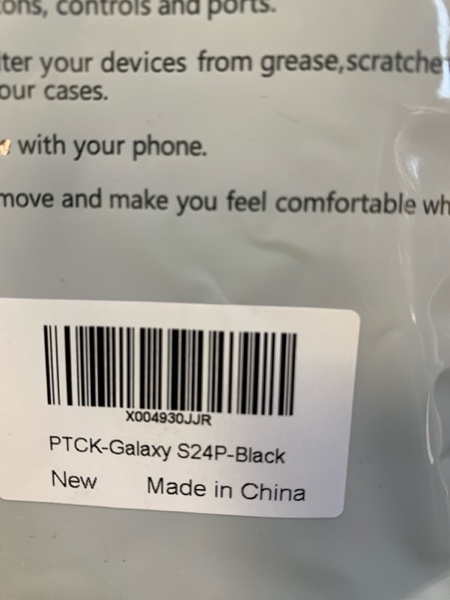 ons, controls and ports.
lter your devices from grease,scratche
our cases.
with your phone.
move and make you feel comfortable wh
X004930JJR
PTCK-Galaxy S24P-Black
New Made in China